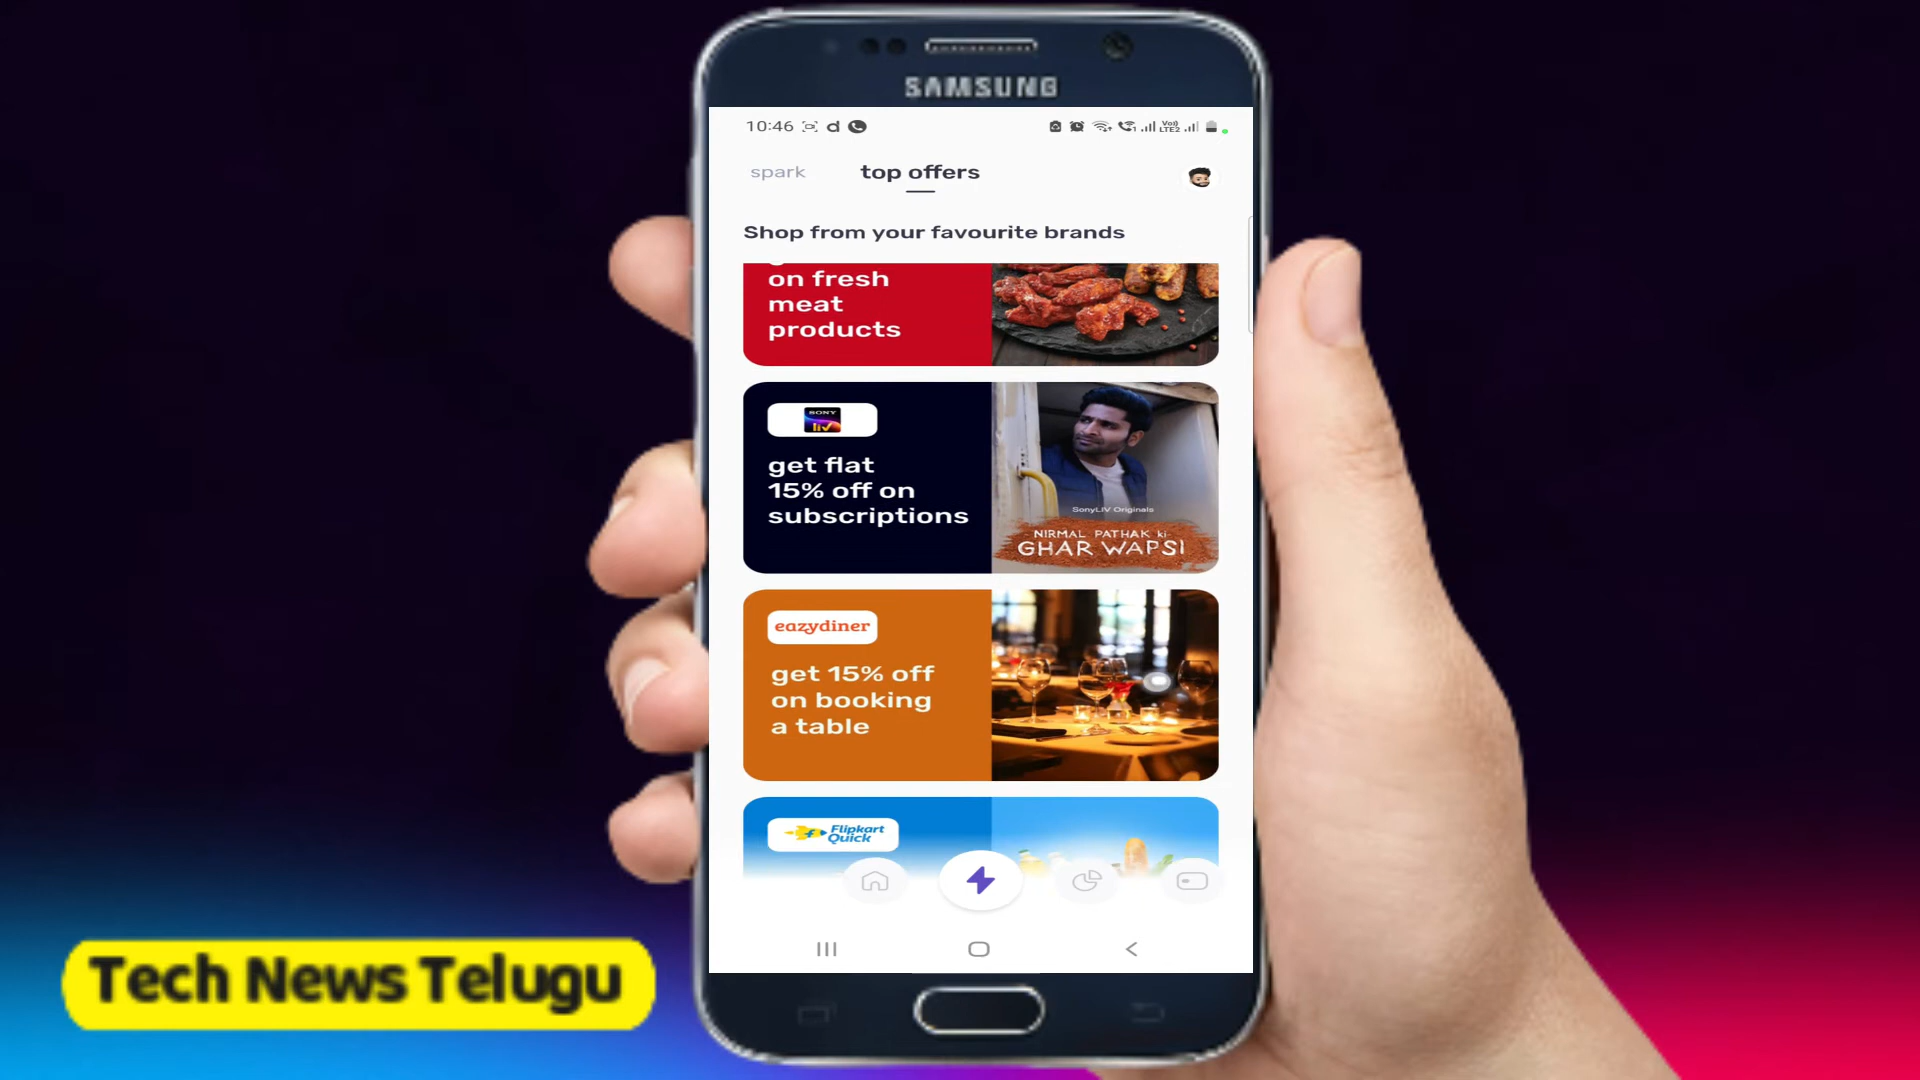 SAMSUNG
10:46
spark
top offers
Shop from your favourite brands
on fresh
meat
products
SONY
liv
get flat
15% off on
subscriptions
SonyLIV Originals
NIRMAL PATHAK ki
GHAR WAPSI
eazydiner
get 15% off
on booking
a table
Flipkart
Quick
Tech News Telugu